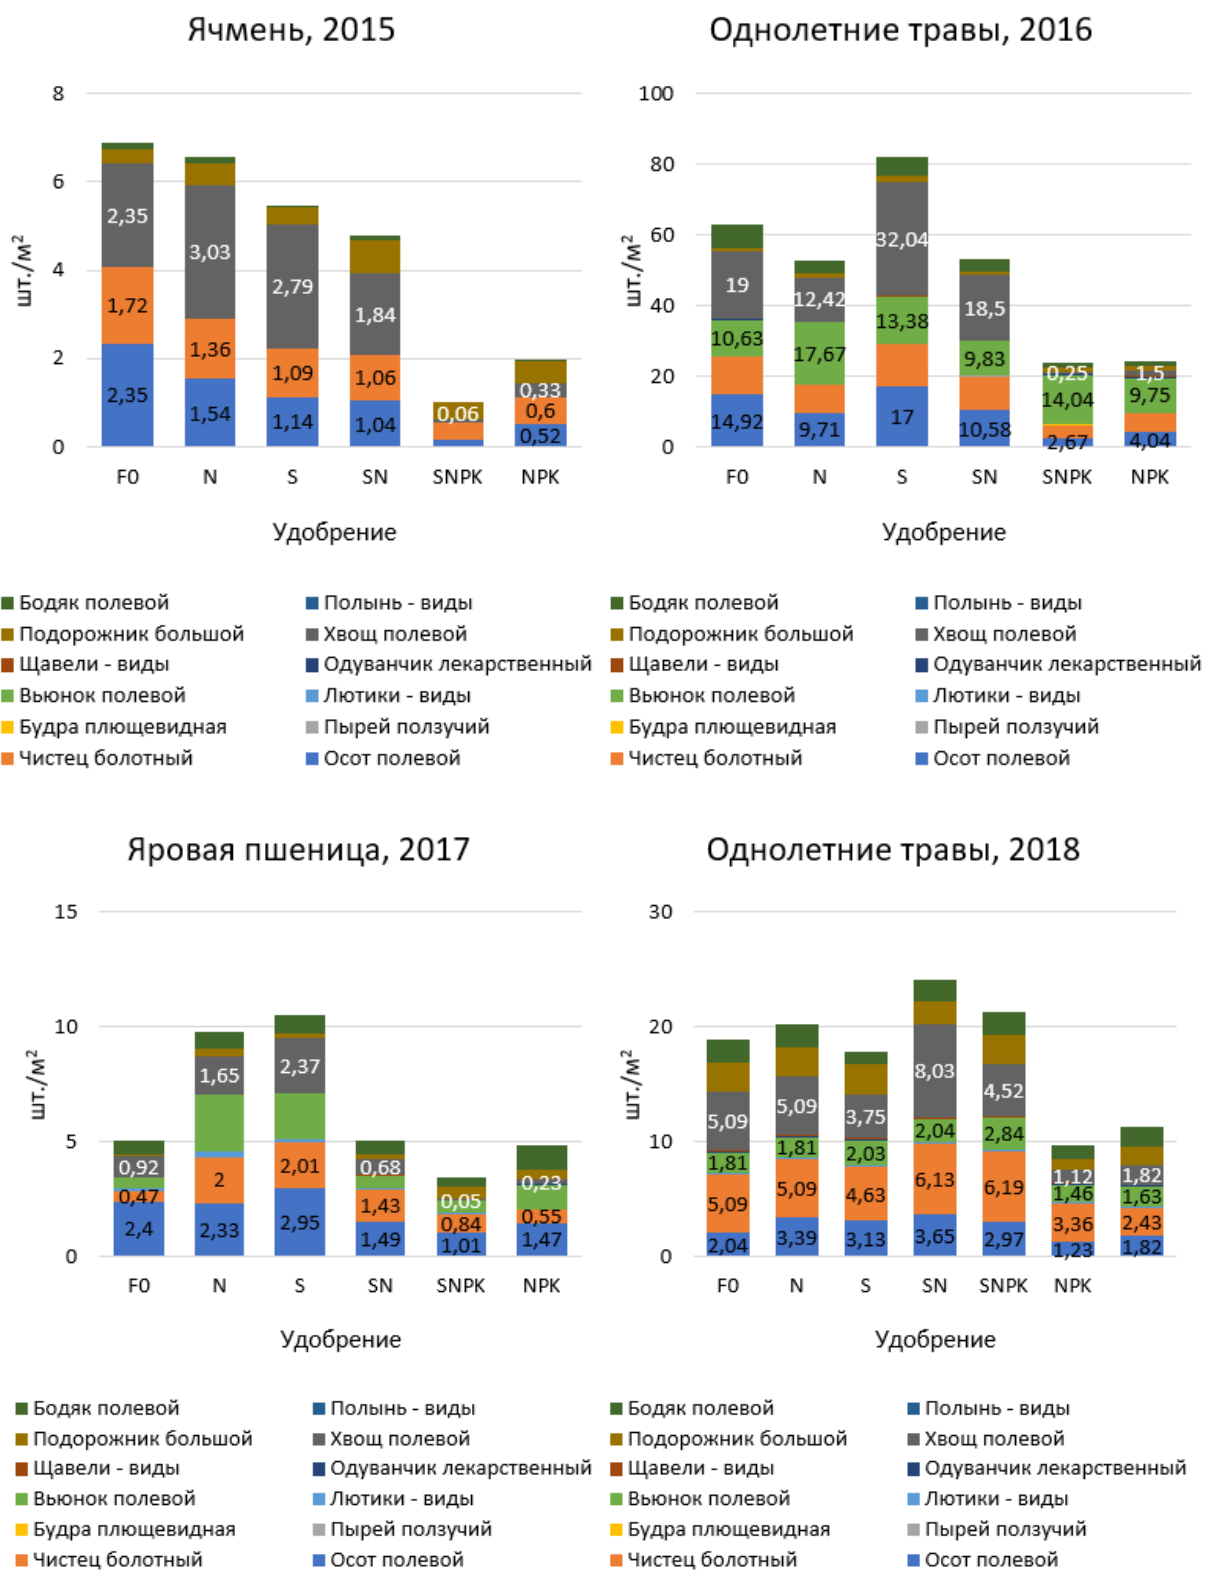 Ячмень, 2015
8
6
4
2
0
шт./м²
2,35
1,72
2,35
3,03
1,36
1,54
2,79
1,09
1,14
1,84
1,06
1,04
0,06
0,33
0,6
0,52
F0 N S SN SNPK NPK
Удобрение
Бодяк полевой Полынь - виды
Подорожник большой Хвощ полевой
Щавели - виды Одуванчик лекарственный
Вьюнок полевой Лютики - виды
Будра плющевидная Пырей ползучий
Чистец болотный Осот полевой
Однолетние травы, 2016
100
80
60
40
20
0
шт./м²
19
10,63
14,92
12,42
17,67
9,71
32,04
13,38
17
18,5
9,83
10,58
0,25
14,04
2,67
1,5
9,75
4,04
F0 N S SN SNPK NPK
Удобрение
Бодяк полевой Полынь - виды
Подорожник большой Хвощ полевой
Щавели - виды Одуванчик лекарственный
Вьюнок полевой Лютики - виды
Будра плющевидная Пырей ползучий
Чистец болотный Осот полевой
Яровая пшеница, 2017
15
10
5
0
шт./м²
0,92
0,47
2,4
1,65
2
2,33
2,37
2,01
2,95
0,68
1,43
1,49
0,05
0,84
1,01
0,23
0,55
1,47
F0 N S SN SNPK NPK
Удобрение
Бодяк полевой Полынь - виды
Подорожник большой Хвощ полевой
Щавели - виды Одуванчик лекарственный
Вьюнок полевой Лютики - виды
Будра плющевидная Пырей ползучий
Чистец болотный Осот полевой
Однолетние травы, 2018
30
20
10
0
шт./м²
5,09
1,81
5,09
2,04
5,09
1,81
5,09
3,39
3,75
2,03
4,63
3,13
8,03
2,04
6,13
3,65
4,52
2,84
6,19
2,97
1,12
1,46
3,36
1,23
1,82
1,63
2,43
1,82
F0 N S SN SNPK NPK
Удобрение
Бодяк полевой Полынь - виды
Подорожник большой Хвощ полевой
Щавели - виды Одуванчик лекарственный
Вьюнок полевой Лютики - виды
Будра плющевидная Пырей ползучий
Чистец болотный Осот полевой